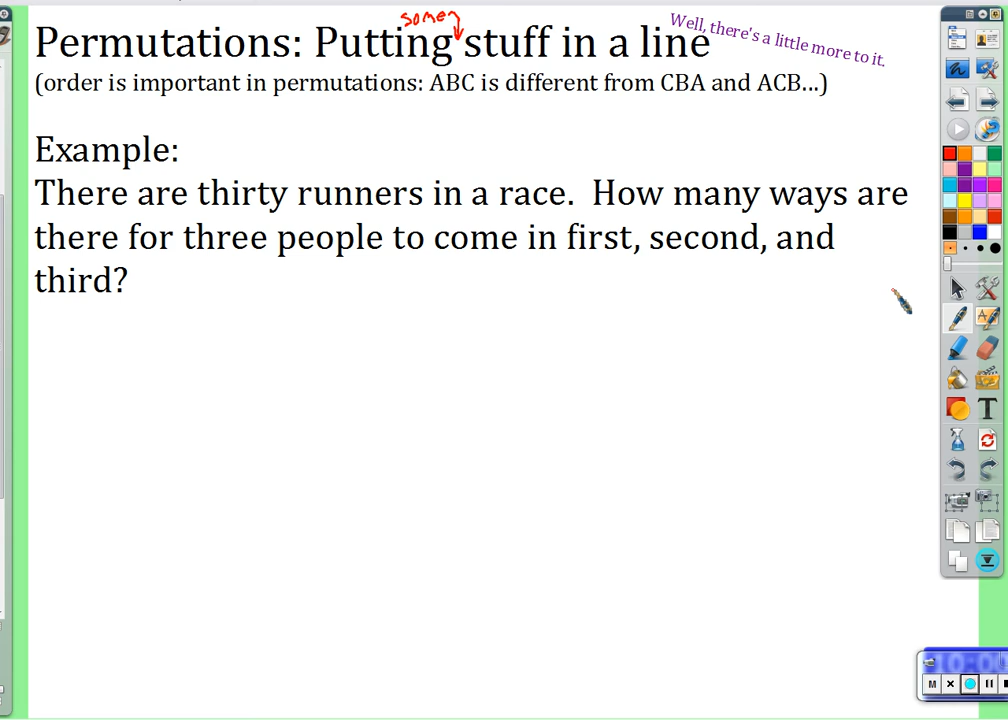 some
Permutations: Putting stuff in a line
Well, there's a little more to it.
(order is important in permutations: ABC is different from CBA and ACB...)
Example:
There are thirty runners in a race. How many ways are
there for three people to come in first, second, and
third?
T
10:00
M